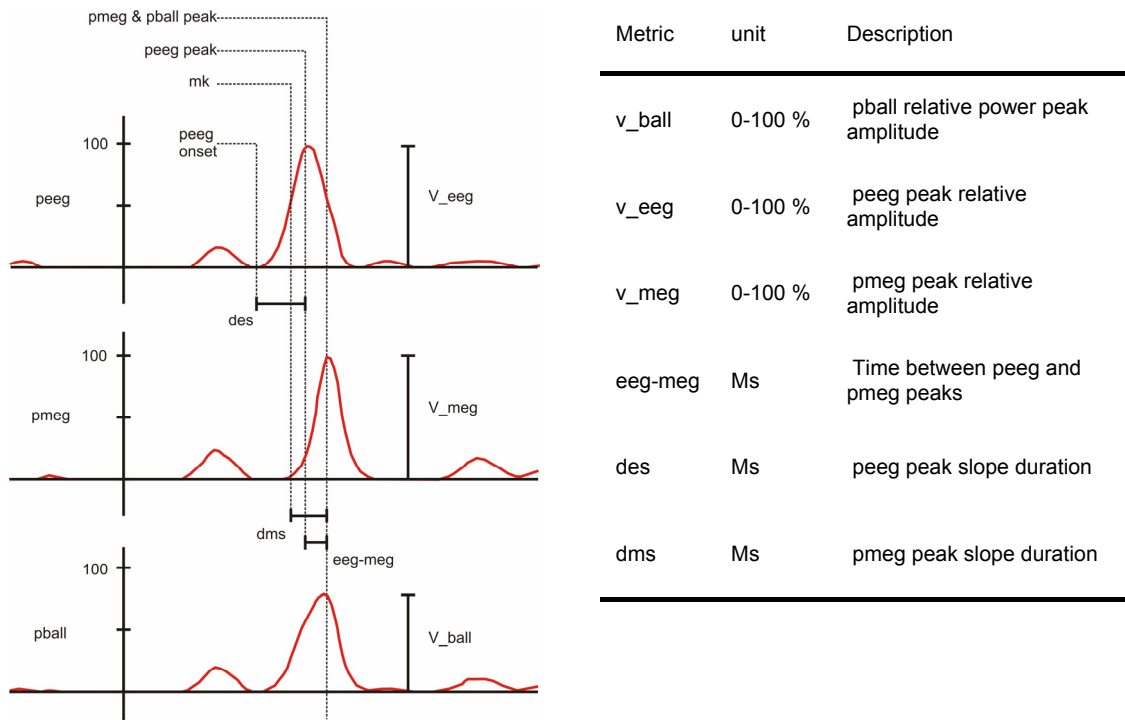 pmeg & pball peak
peeg peak
mk
peeg
onset
100
peeg
V_eeg
des
100
pmeg
V_meg
dms
eeg-meg
100
pball
V_ball
Metric unit Description
v_ball 0-100 % pball relative power peak
amplitude
v_eeg 0-100 % peeg peak relative
amplitude
v_meg 0-100 % pmeg peak relative
amplitude
eeg-meg Ms Time between peeg and
pmeg peaks
des Ms peeg peak slope duration
dms Ms pmeg peak slope duration